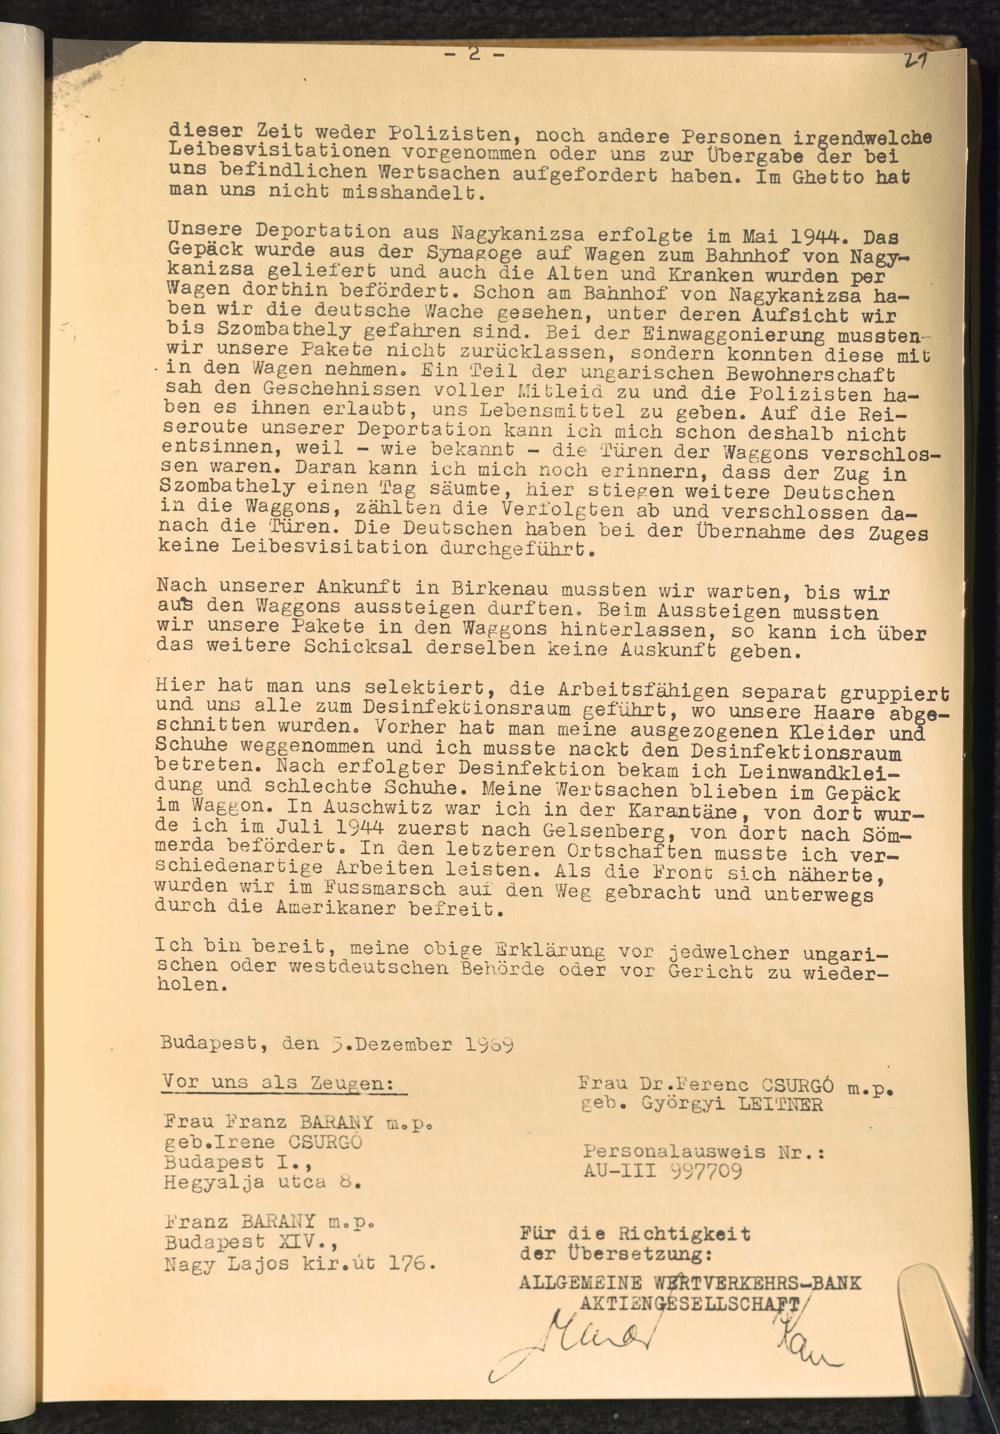 - 2 -
21
dieser Zeit weder Polizisten, noch andere Personen irgendwelche
Leibesvisitationen vorgenommen oder uns zur Übergabe der bei
uns befindlichen Wertsachen aufgefordert haben. Im Ghetto hat
man uns nicht misshandelt.
Unsere Deportation aus Nagykanizsa erfolgte im Mai 1944. Das
Gepäck wurde aus der Synagoge auf Wagen zum Bahnhof von Nagy-
kanizsa geliefert und auch die Alten und Kranken wurden per
Wagen dorthin befördert. Schon am Bahnhof von Nagykanizsa ha-
ben wir die deutsche Wache gesehen, unter deren Aufsicht wir
bis Szombathely gefahren sind. Bei der Einwaggonierung mussten
wir unsere Pakete nicht zurücklassen, sondern konnten diese mit
in den Wagen nehmen. Ein Teil der ungarischen Bewohnerschaft
sah den Geschehnissen voller Mitleid zu und die Polizisten ha-
ben es ihnen erlaubt, uns Lebensmittel zu geben. Auf die Rei-
seroute unserer Deportation kann ich mich schon deshalb nicht
entsinnen, weil - wie bekannt - die Türen der Waggons verschlos-
sen waren. Daran kann ich mich noch erinnern, dass der Zug in
Szombathely einen Tag säumte, hier stiegen weitere Deutschen
in die Waggons, zählten die Verfolgten ab und verschlossen da-
nach die Türen. Die Deutschen haben bei der Übernahme des Zuges
keine Leibesvisitation durchgeführt.
Nach unserer Ankunft in Birkenau mussten wir warten, bis wir
aus den Waggons aussteigen durften. Beim Aussteigen mussten
wir unsere Pakete in den Waggons hinterlassen, so kann ich über
das weitere Schicksal derselben keine Auskunft geben.
Hier hat man uns selektiert, die Arbeitsfähigen separat gruppiert
und uns alle zum Desinfektionsraum geführt, wo unsere Haare abge-
schnitten wurden. Vorher hat man meine ausgezogenen Kleider und
Schuhe weggenommen und ich musste nackt den Desinfektionsraum
betreten. Nach erfolgter Desinfektion bekam ich Leinwandklei-
dung und schlechte Schuhe. Meine Wertsachen blieben im Gepäck
im Waggon. In Auschwitz war ich in der Karantäne, von dort wur-
de ich im Juli 1944 zuerst nach Gelsenberg, von dort nach Söm-
merda befördert. In den letzteren Ortschaften musste ich ver-
schiedenartige Arbeiten leisten. Als die Front sich näherte,
wurden wir im Fussmarsch auf den Weg gebracht und unterwegs
durch die Amerikaner befreit.
Ich bin bereit, meine obige Erklärung vor jedwelcher ungari-
schen oder westdeutschen Behörde oder vor Gericht zu wieder-
holen.
Budapest, den 5.Dezember 1969
Vor uns als Zeugen:
Frau Franz BARANY m.p.
geb.Irene CSURGÓ
Budapest I.,
Hegyalja utca 8.
Franz BARANY m.p.
Budapest XIV.,
Nagy Lajos kir.út 176.
Frau Dr.Ferenc CSURGÓ m.p.
geb. Györgyi LEITNER
Personalausweis Nr.:
AU-III 997709
Für die Richtigkeit
der Übersetzung:
ALLGEMEINE WERTVERKEHRS-BANK
AKTIENGESELLSCHAFT